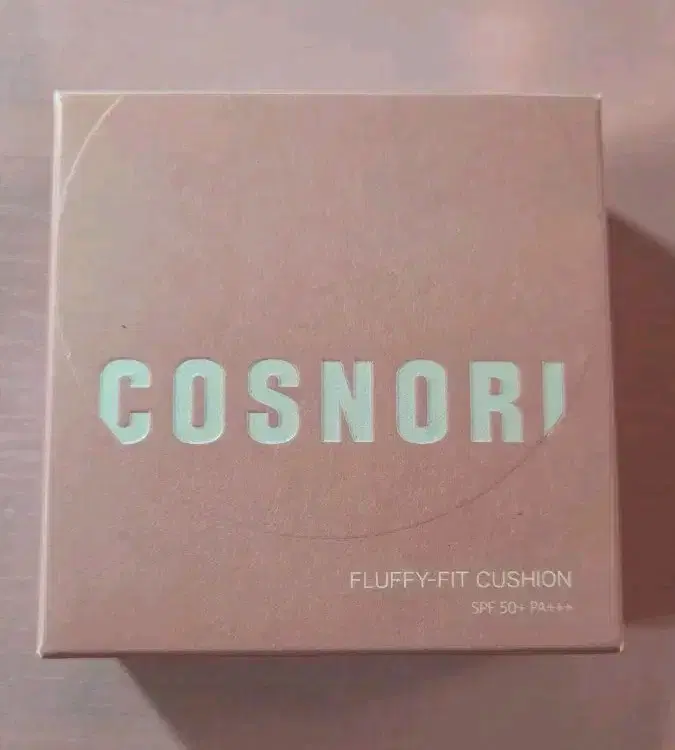 COSNORI
FLUFFY-FIT CUSHION
SPF 50+ PA+++